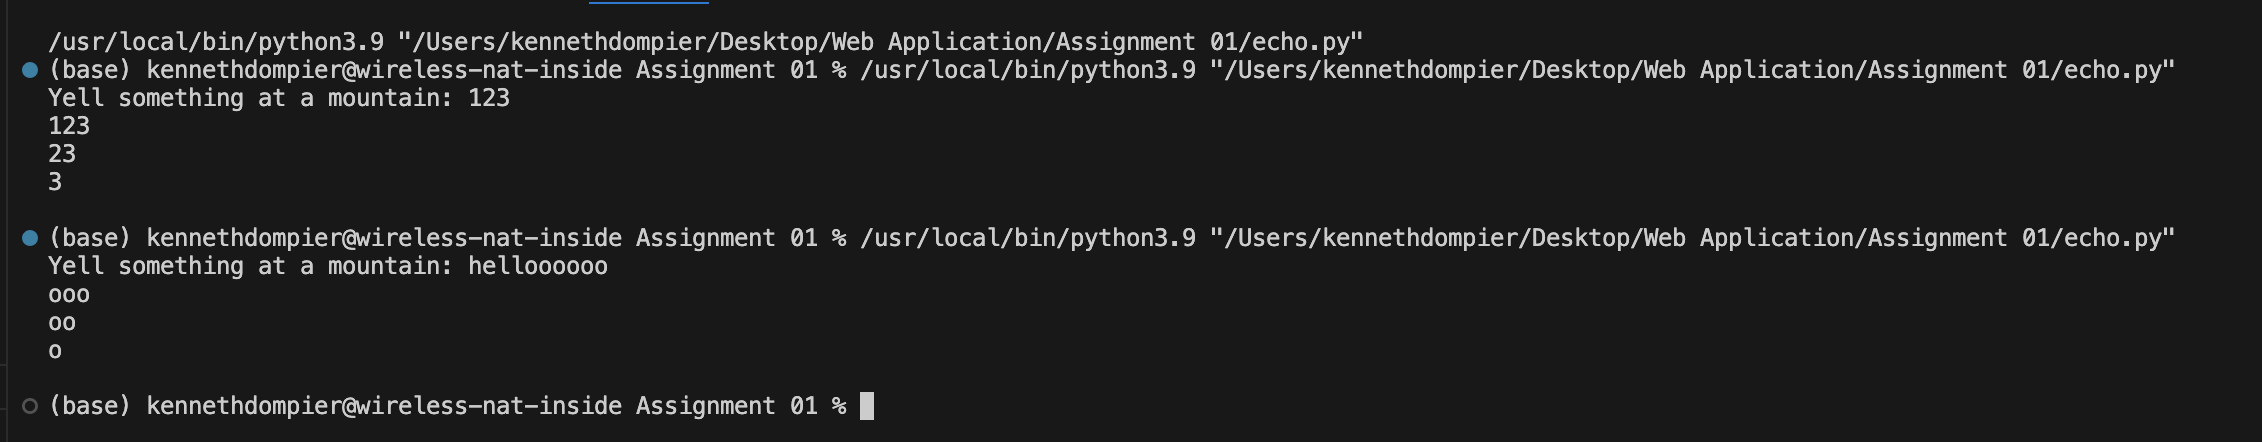 /usr/local/bin/python3.9 "/Users/kennethdompier/Desktop/Web Application/Assignment 01/echo.py"
(base) kennethdompier@wireless-nat-inside Assignment 01 % /usr/local/bin/python3.9 "/Users/kennethdompier/Desktop/Web Application/Assignment 01/echo.py"
Yell something at a mountain: 123
123
23
3
(base) kennethdompier@wireless-nat-inside Assignment 01 % /usr/local/bin/python3.9 "/Users/kennethdompier/Desktop/Web Application/Assignment 01/echo.py"
Yell something at a mountain: helloooooo
ooo
oo
o
(base) kennethdompier@wireless-nat-inside Assignment 01 %